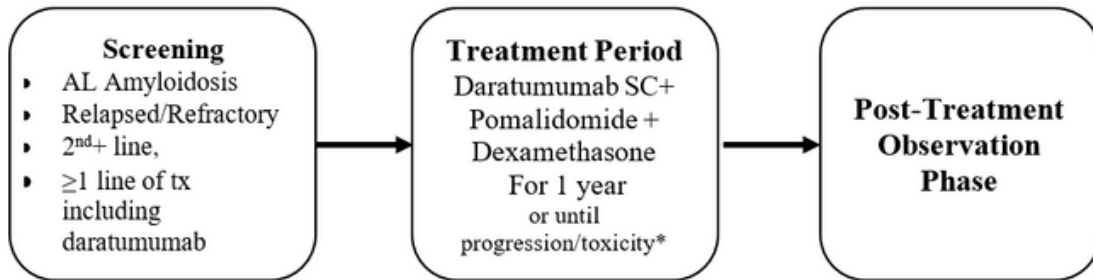 Screening
• AL Amyloidosis
• Relapsed/Refractory
• 2nd+ line,
• ≥1 line of tx
including
daratumumab
Treatment Period
Daratumumab SC+
Pomalidomide +
Dexamethasone
For 1 year
or until
progression/toxicity*
Post-Treatment
Observation
Phase